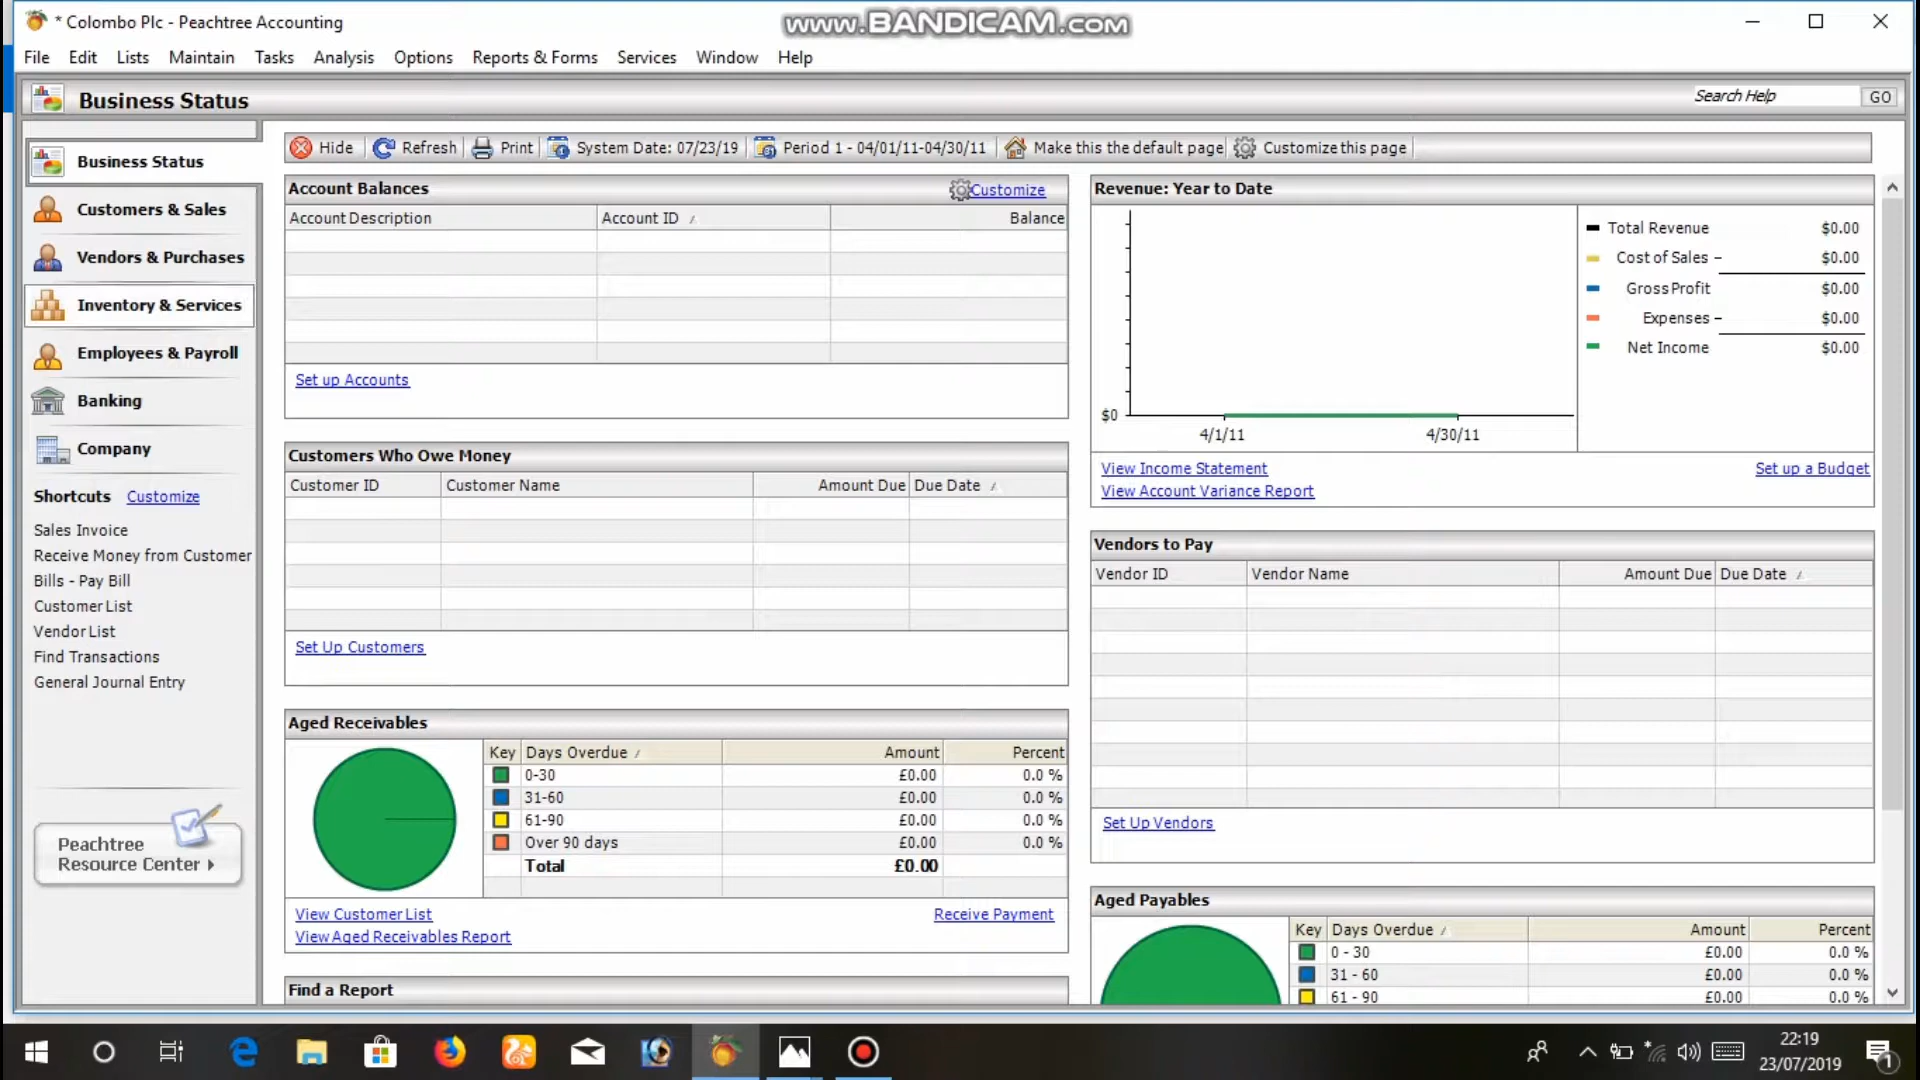 * Colombo Plc - Peachtree Accounting
www.BANDICAM.com
File Edit Lists Maintain Tasks Analysis Options Reports & Forms Services Window Help
Business Status
Search Help GO
Business Status
Customers & Sales
Vendors & Purchases
Inventory & Services
Employees & Payroll
Banking
Company
Shortcuts Customize
Sales Invoice
Receive Money from Customer
Bills - Pay Bill
Customer List
Vendor List
Find Transactions
General Journal Entry
Peachtree
Resource Center
Hide Refresh Print System Date: 07/23/19 Period 1 - 04/01/11-04/30/11 Make this the default page Customize this page
Account Balances Customize
Account Description Account ID Balance
Set up Accounts
Customers Who Owe Money
Customer ID Customer Name Amount Due Due Date
Set Up Customers
Aged Receivables
Key Days Overdue Amount Percent
0-30 £0.00 0.0 %
31-60 £0.00 0.0 %
61-90 £0.00 0.0 %
Over 90 days £0.00 0.0 %
Total £0.00
View Customer List Receive Payment
View Aged Receivables Report
Find a Report
Revenue: Year to Date
$0
4/1/11 4/30/11
Total Revenue $0.00
Cost of Sales - $0.00
Gross Profit $0.00
Expenses - $0.00
Net Income $0.00
View Income Statement Set up a Budget
View Account Variance Report
Vendors to Pay
Vendor ID Vendor Name Amount Due Due Date
Set Up Vendors
Aged Payables
Key Days Overdue Amount Percent
0 - 30 £0.00 0.0 %
31 - 60 £0.00 0.0 %
61 - 90 £0.00 0.0 %
22:19
23/07/2019
1